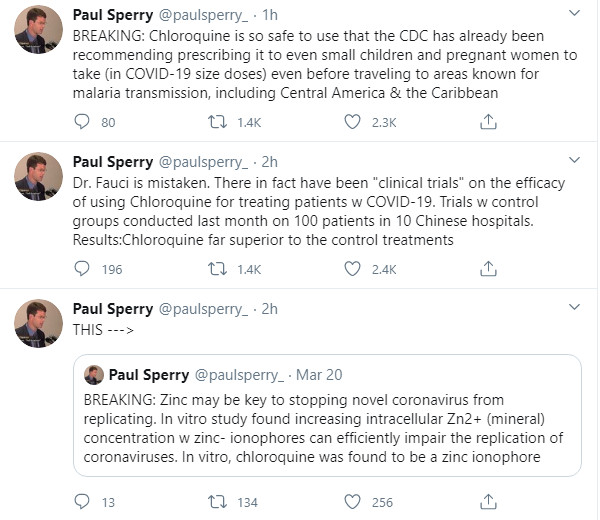 Paul Sperry @paulsperry_ · 1h
BREAKING: Chloroquine is so safe to use that the CDC has already been
recommending prescribing it to even small children and pregnant women to
take (in COVID-19 size doses) even before traveling to areas known for
malaria transmission, including Central America & the Caribbean
80 1.4K 2.3K
Paul Sperry @paulsperry_ · 2h
Dr. Fauci is mistaken. There in fact have been "clinical trials" on the efficacy
of using Chloroquine for treating patients w COVID-19. Trials w control
groups conducted last month on 100 patients in 10 Chinese hospitals.
Results:Chloroquine far superior to the control treatments
196 1.4K 2.4K
Paul Sperry @paulsperry_ · 2h
THIS --->
Paul Sperry @paulsperry_ · Mar 20
BREAKING: Zinc may be key to stopping novel coronavirus from
replicating. In vitro study found increasing intracellular Zn2+ (mineral)
concentration w zinc- ionophores can efficiently impair the replication of
coronaviruses. In vitro, chloroquine was found to be a zinc ionophore
13 134 256